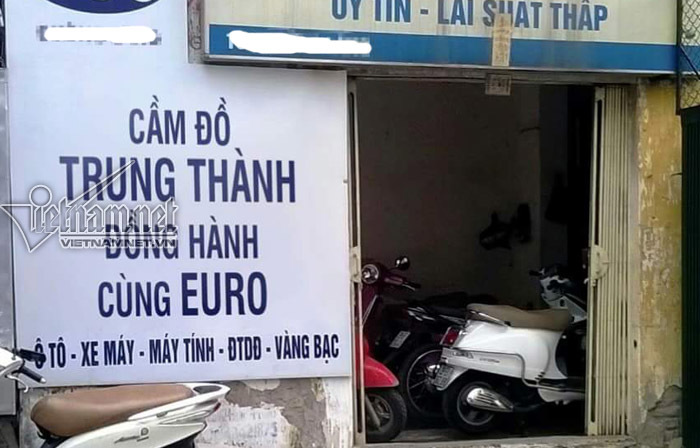 UY TÍN - LÃI SUẤT THẤP
CẦM ĐỒ
TRUNG THÀNH
ĐỒNG HÀNH
CÙNG EURO
Ô TÔ - XE MÁY - MÁY TÍNH - ĐTDĐ - VÀNG BẠC
Vietnamnet
VIETNAMNET.VN